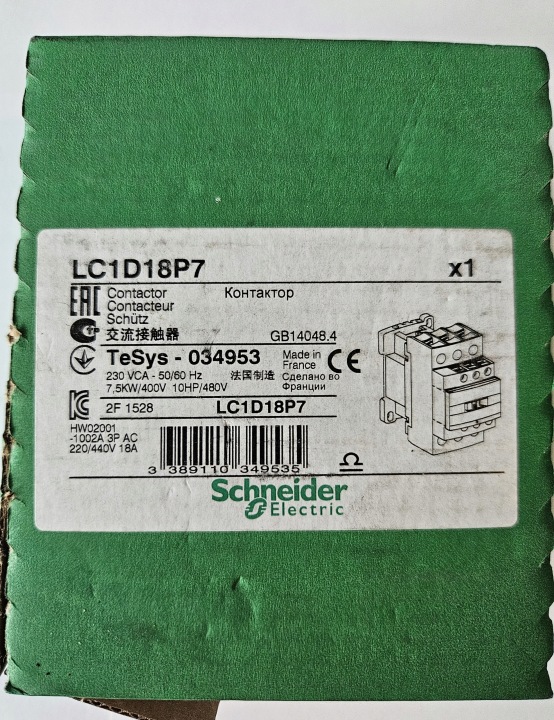 LC1D18P7 x1
EAC Contactor Контактор
Contacteur
Schütz
交流接触器 GB14048.4
TeSys - 034953 Made in France CE
230 VCA - 50/60 Hz 法国制造 Сделано во
7,5KW/400V 10HP/480V Франции
2F 1528 LC1D18P7
HW02001
-1002A 3P AC
220/440V 18A
3 389110 349535
Schneider
Electric